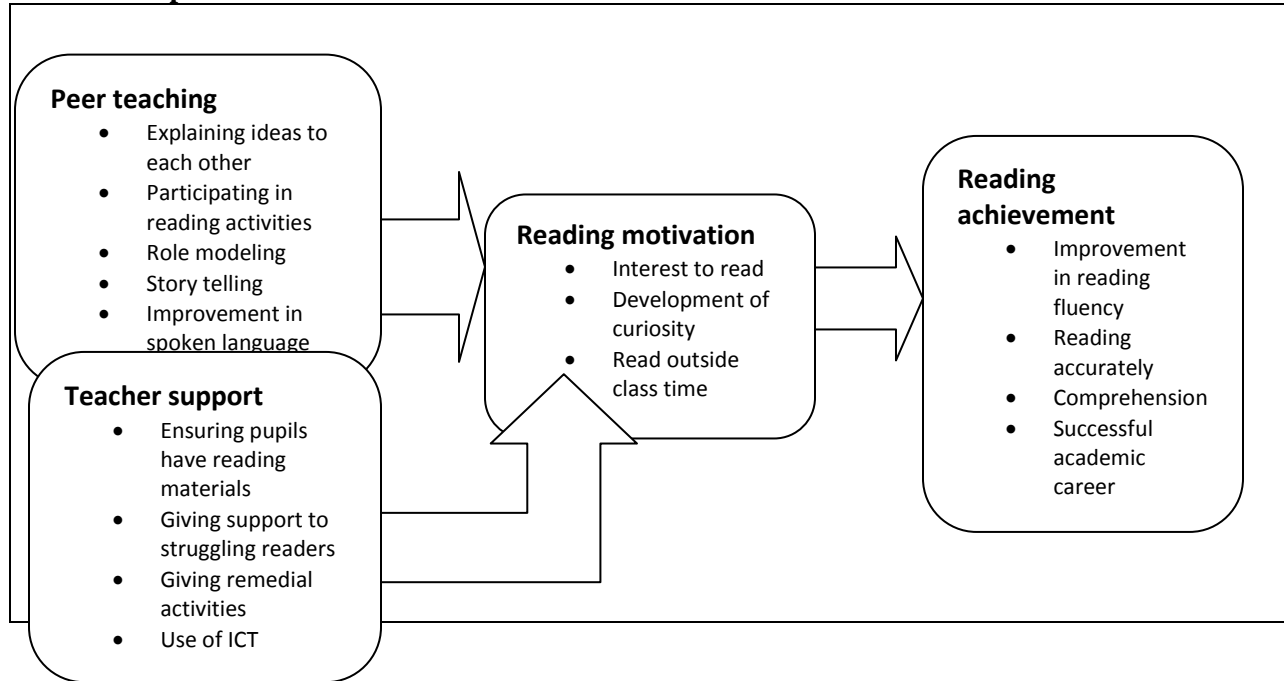 Peer teaching
• Explaining ideas to
each other
• Participating in
reading activities
• Role modeling
• Story telling
• Improvement in
spoken language
Teacher support
• Ensuring pupils
have reading
materials
• Giving support to
struggling readers
• Giving remedial
activities
• Use of ICT
Reading motivation
• Interest to read
• Development of
curiosity
• Read outside
class time
Reading
achievement
• Improvement
in reading
fluency
• Reading
accurately
• Comprehension
• Successful
academic
career